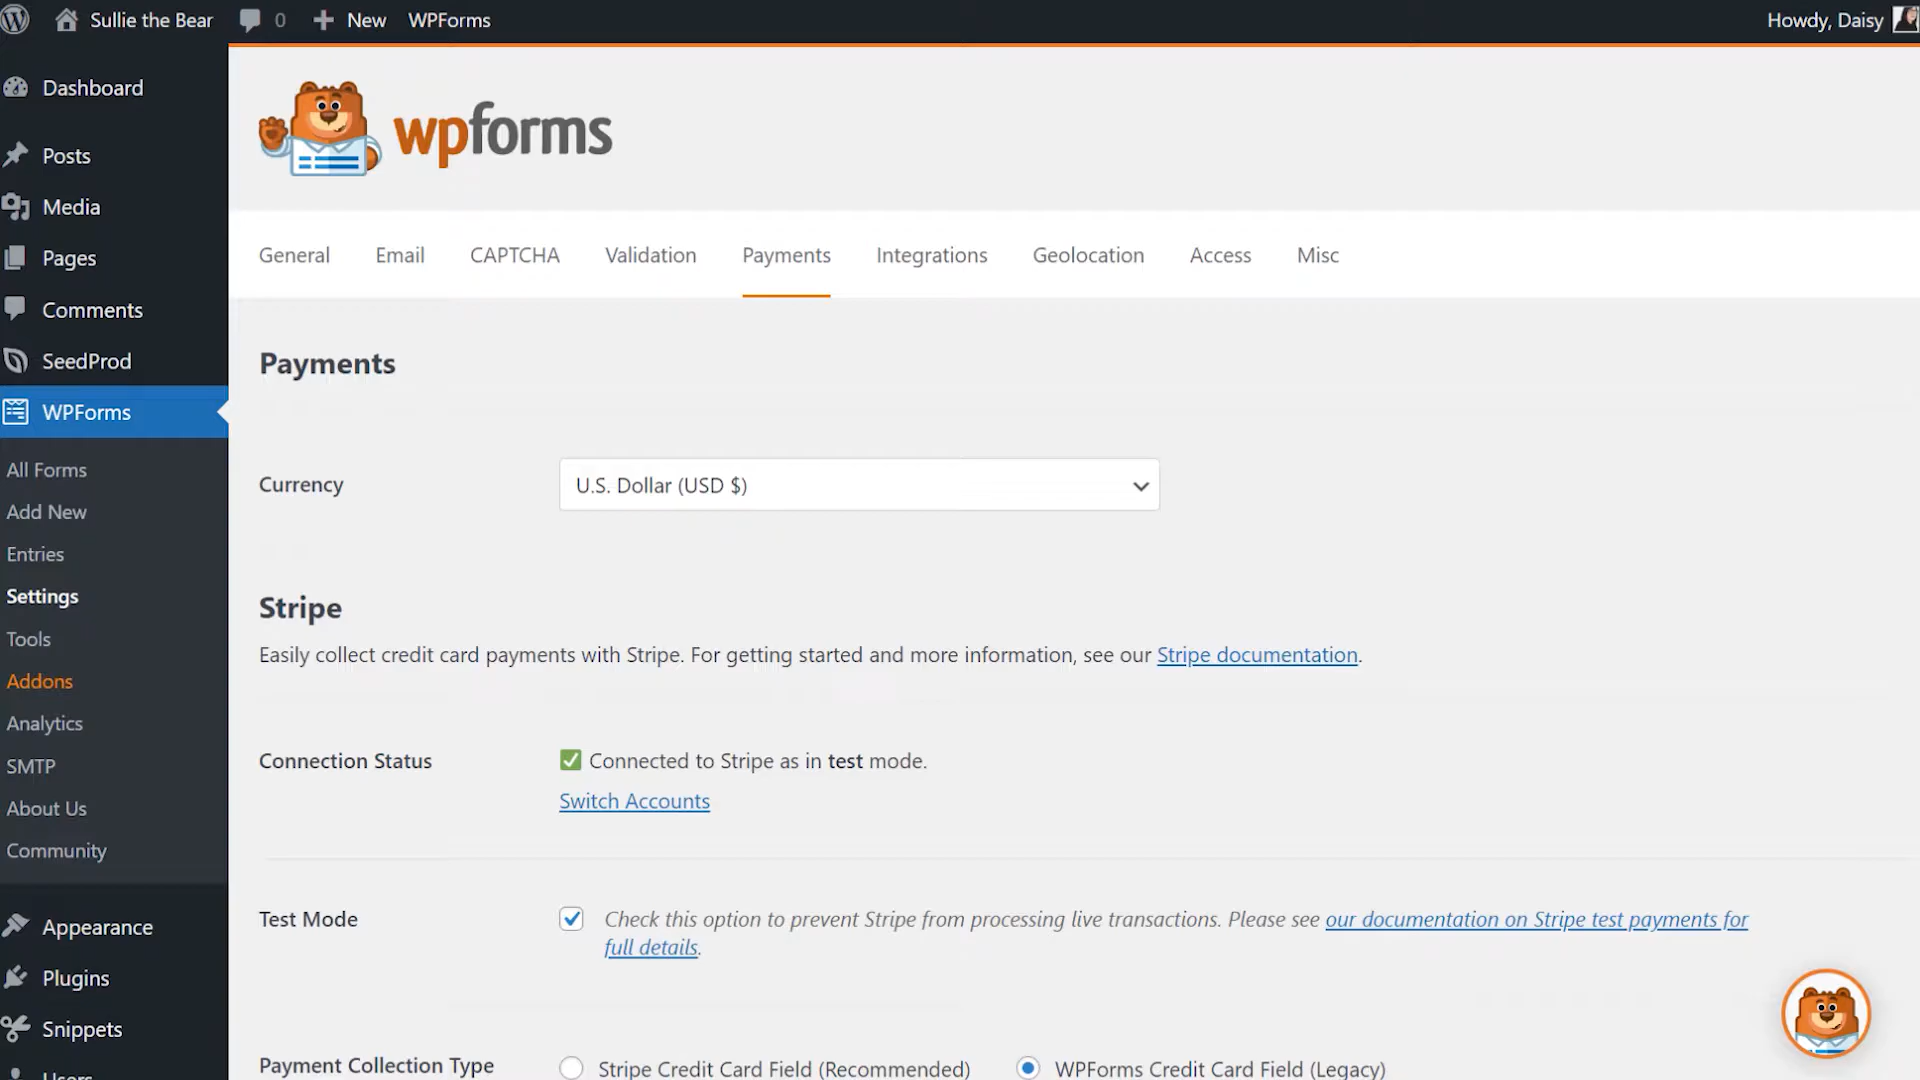 Sullie the Bear
0
New
WPForms
Howdy, Daisy
Dashboard
Posts
Media
Pages
Comments
SeedProd
WPForms
All Forms
Add New
Entries
Settings
Tools
Addons
Analytics
SMTP
About Us
Community
Appearance
Plugins
Snippets
Users
wpforms
General
Email
CAPTCHA
Validation
Payments
Integrations
Geolocation
Access
Misc
Payments
Currency
U.S. Dollar (USD $)
Stripe
Easily collect credit card payments with Stripe. For getting started and more information, see our Stripe documentation.
Connection Status
Connected to Stripe as in test mode.
Switch Accounts
Test Mode
Check this option to prevent Stripe from processing live transactions. Please see our documentation on Stripe test payments for
full details.
Payment Collection Type
Stripe Credit Card Field (Recommended)
WPForms Credit Card Field (Legacy)